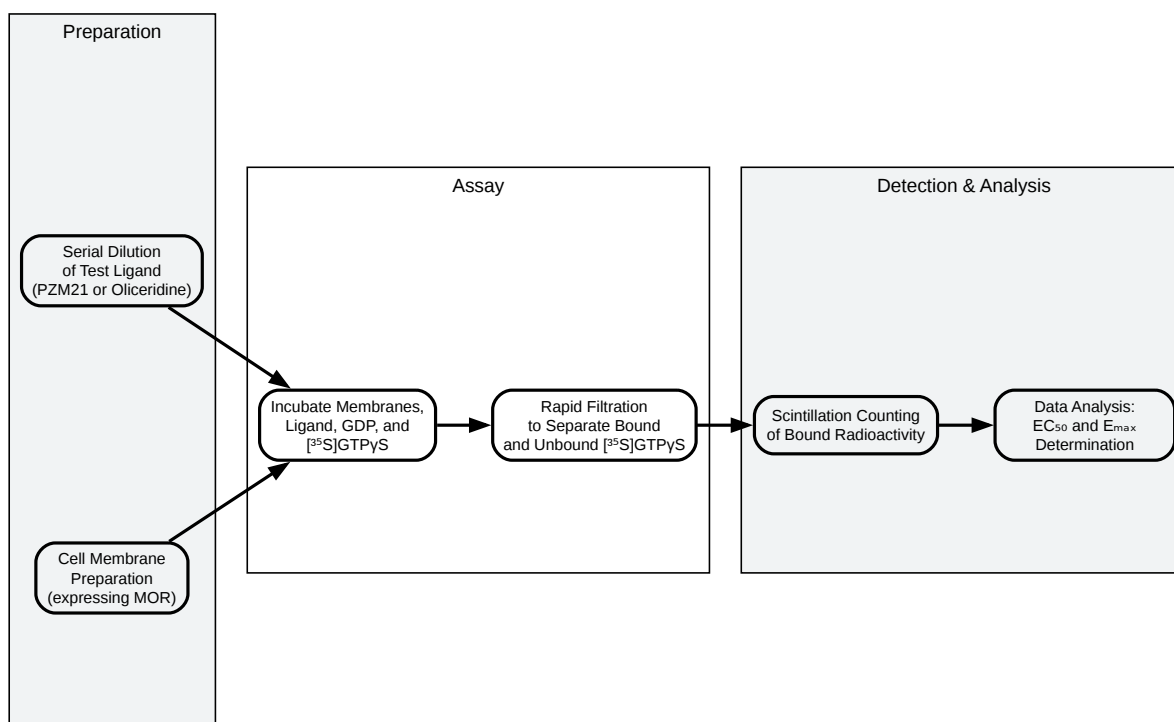 Preparation
Serial Dilution
of Test Ligand
(PZM21 or Oliceridine)
Cell Membrane
Preparation
(expressing MOR)
Assay
Incubate Membranes,
Ligand, GDP, and
[³⁵S]GTPγS
Rapid Filtration
to Separate Bound
and Unbound [³⁵S]GTPγS
Detection & Analysis
Scintillation Counting
of Bound Radioactivity
Data Analysis:
EC₅₀ and Eₘₐₓ
Determination